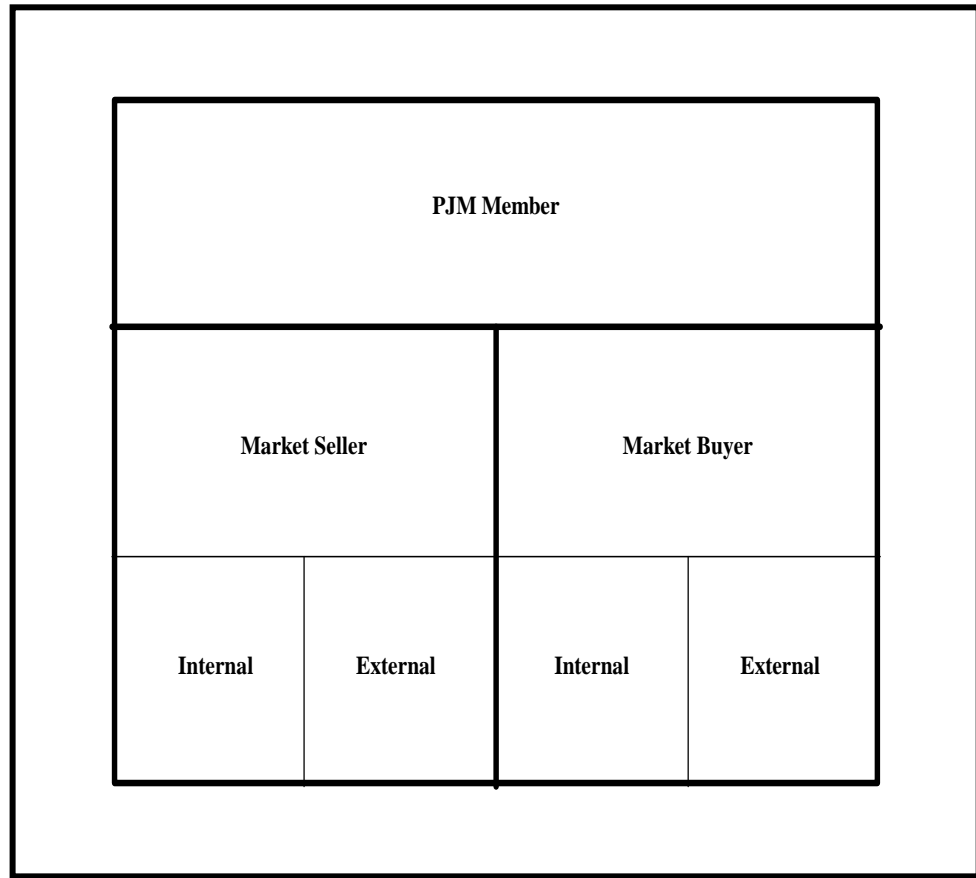 PJM Member
Market Seller
Market Buyer
Internal
External
Internal
External